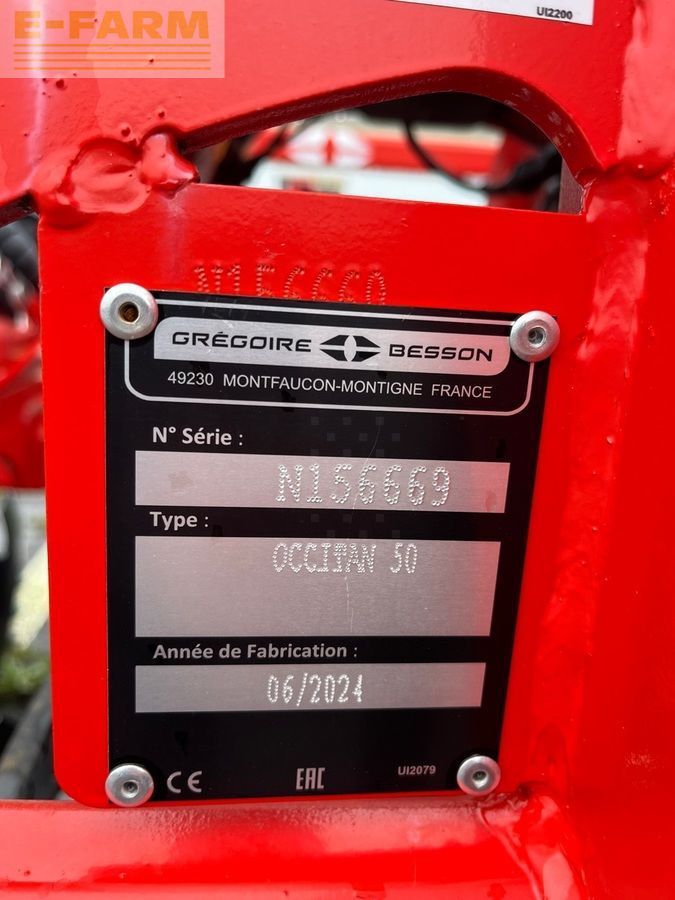 E-FARM
UI2200
GRÉGOIRE BESSON
49230 MONTFAUCON-MONTIGNE FRANCE
N° Série :
N156669
Type :
OCCITAN 50
Année de Fabrication :
06/2024
CE EAC UI2079